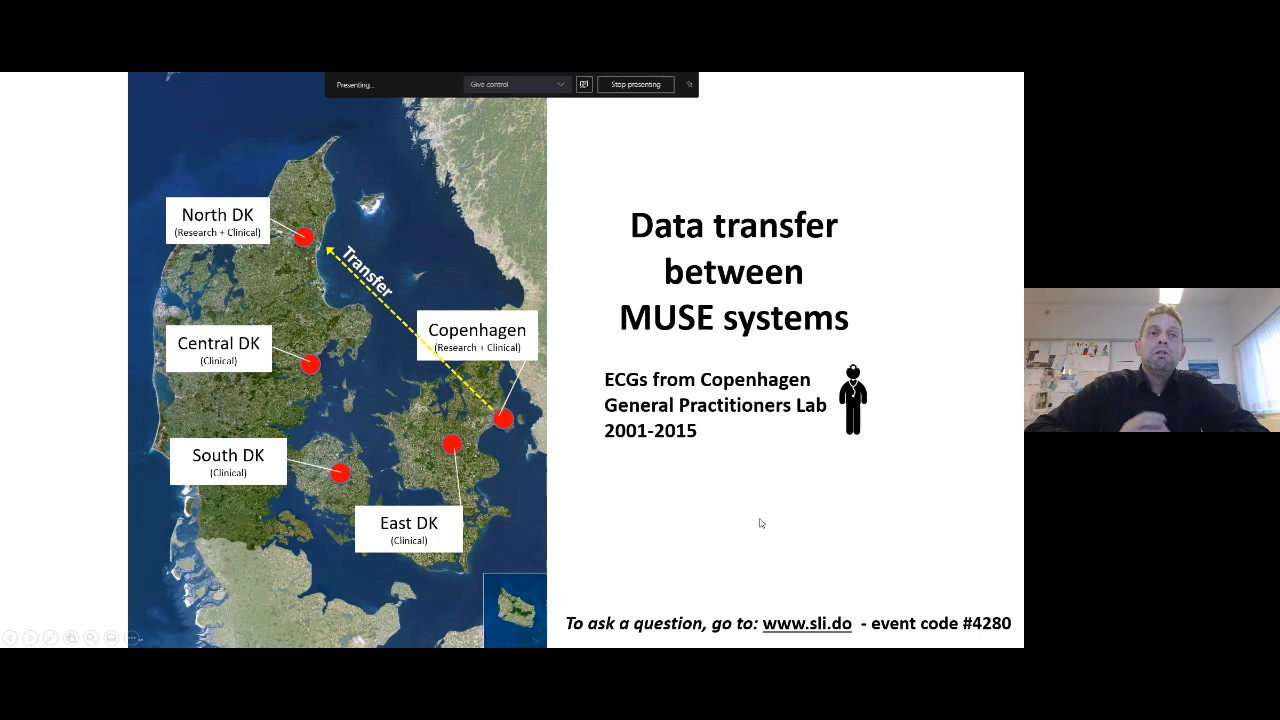 Presenting...
Give control
Stop presenting
North DK
(Research + Clinical)
Transfer
Copenhagen
(Research + Clinical)
Central DK
(Clinical)
South DK
(Clinical)
East DK
(Clinical)
Data transfer
between
MUSE systems
ECGs from Copenhagen
General Practitioners Lab
2001-2015
To ask a question, go to: www.sli.do - event code #4280